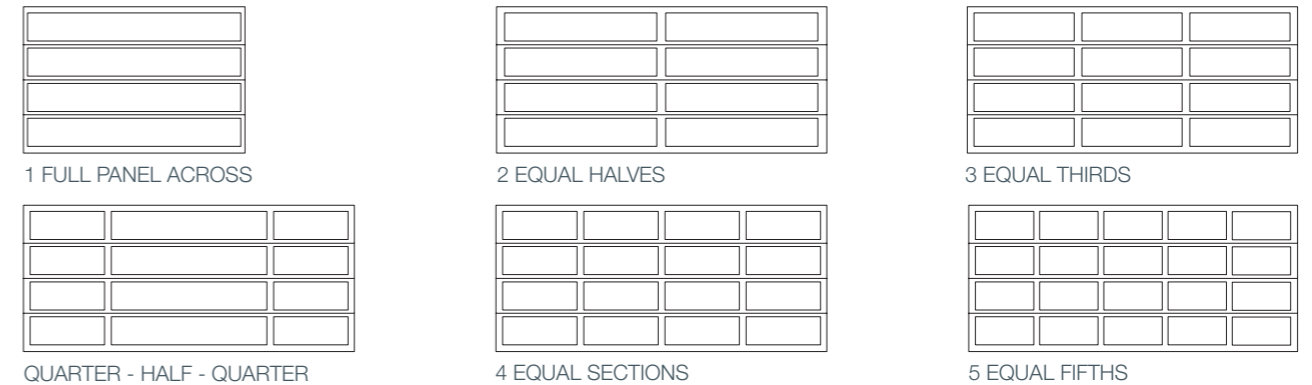 1 FULL PANEL ACROSS
2 EQUAL HALVES
3 EQUAL THIRDS
QUARTER - HALF - QUARTER
4 EQUAL SECTIONS
5 EQUAL FIFTHS